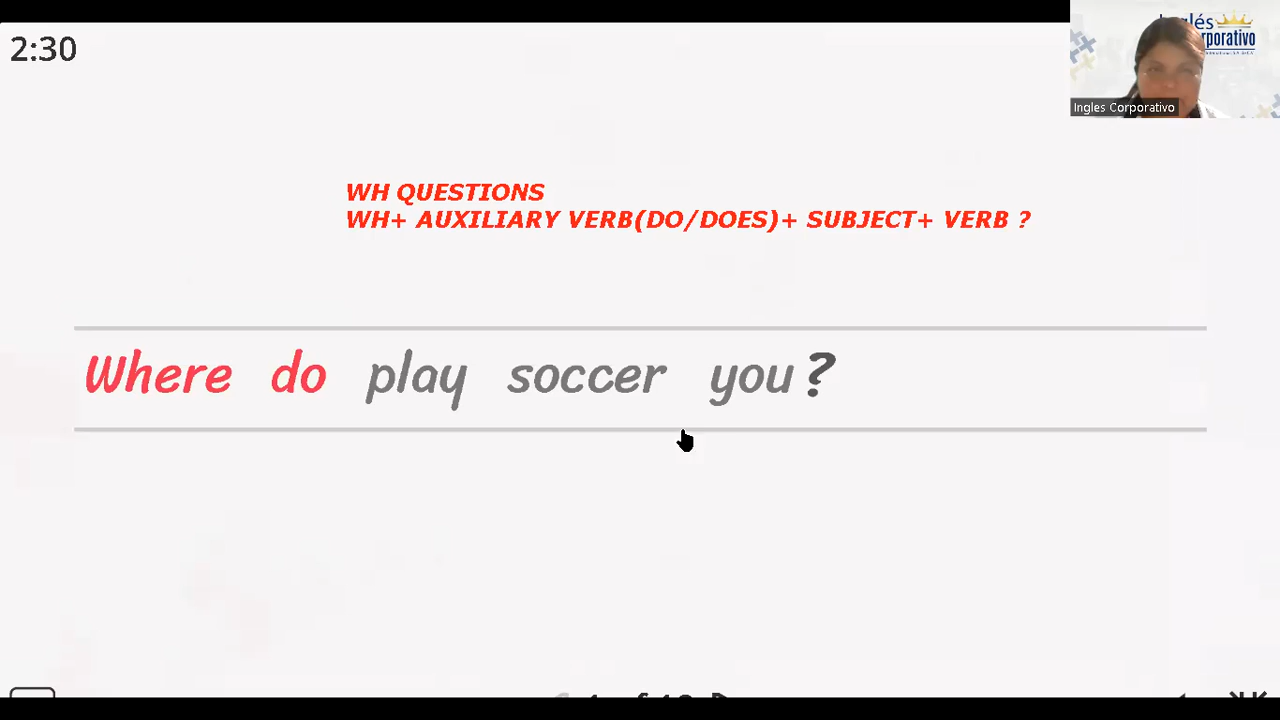 2:30
Inglés
Corporativo
Ingles Corporativo
WH QUESTIONS
WH+ AUXILIARY VERB(DO/DOES)+ SUBJECT+ VERB ?
Where do play soccer you?